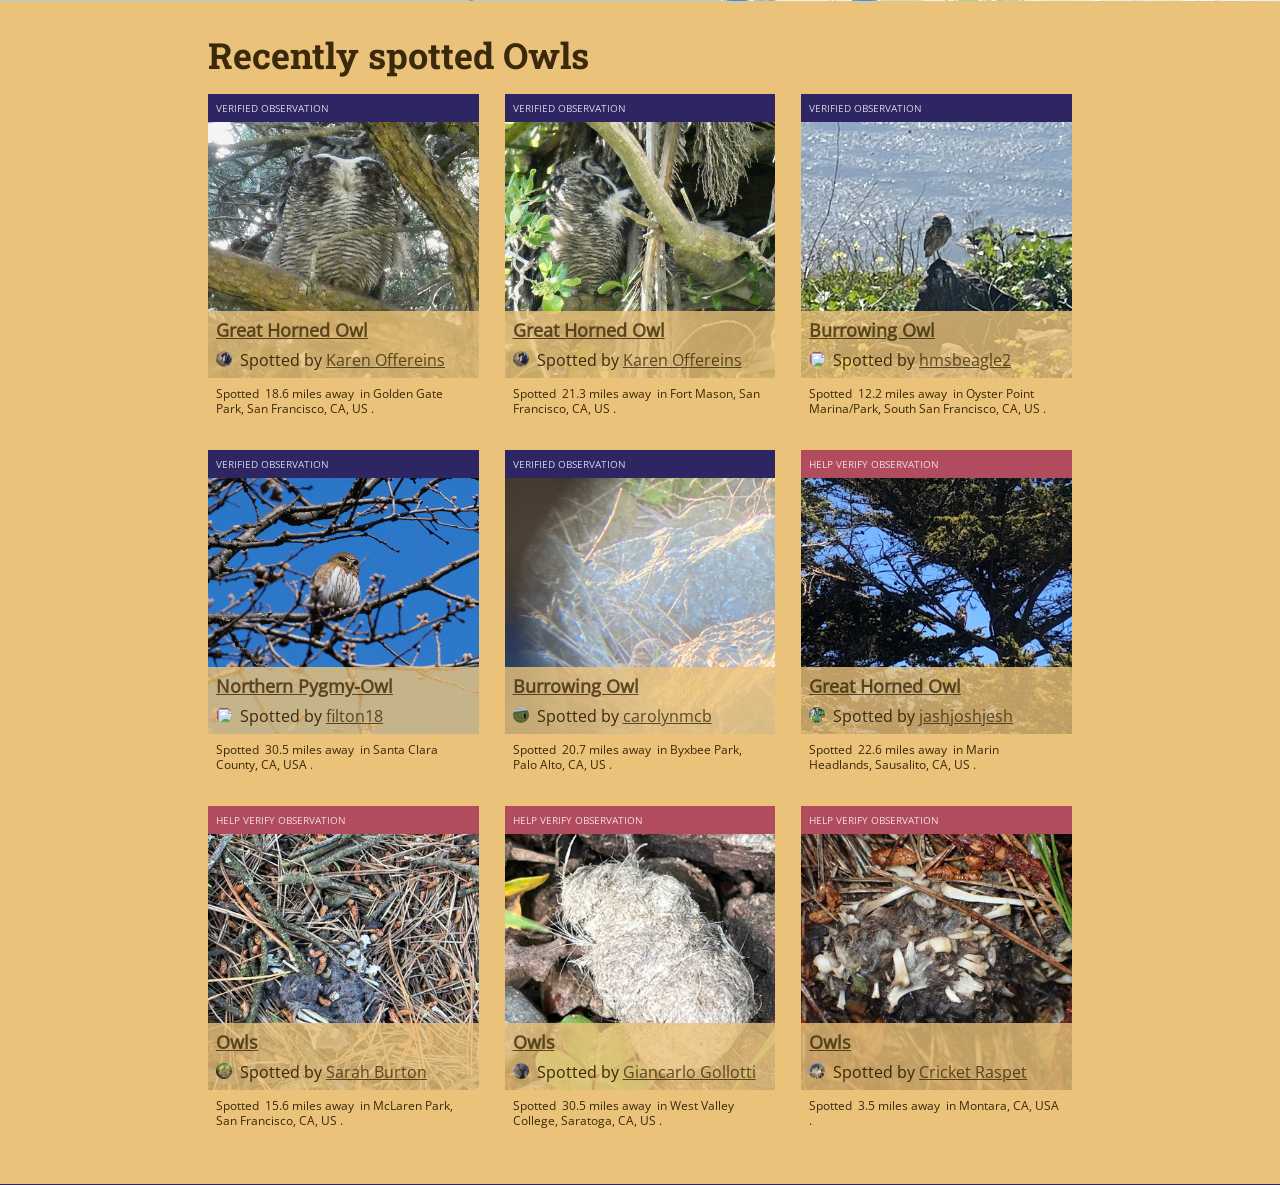 Recently spotted Owls
VERIFIED OBSERVATION
Great Horned Owl
Spotted by Karen Offereins
Spotted 18.6 miles away in Golden Gate
Park, San Francisco, CA, US .
VERIFIED OBSERVATION
Great Horned Owl
Spotted by Karen Offereins
Spotted 21.3 miles away in Fort Mason, San
Francisco, CA, US .
VERIFIED OBSERVATION
Burrowing Owl
Spotted by hmsbeagle2
Spotted 12.2 miles away in Oyster Point
Marina/Park, South San Francisco, CA, US .
VERIFIED OBSERVATION
Northern Pygmy-Owl
Spotted by filton18
Spotted 30.5 miles away in Santa Clara
County, CA, USA .
VERIFIED OBSERVATION
Burrowing Owl
Spotted by carolynmcb
Spotted 20.7 miles away in Byxbee Park,
Palo Alto, CA, US .
HELP VERIFY OBSERVATION
Great Horned Owl
Spotted by jashjoshjesh
Spotted 22.6 miles away in Marin
Headlands, Sausalito, CA, US .
HELP VERIFY OBSERVATION
Owls
Spotted by Sarah Burton
Spotted 15.6 miles away in McLaren Park,
San Francisco, CA, US .
HELP VERIFY OBSERVATION
Owls
Spotted by Giancarlo Gollotti
Spotted 30.5 miles away in West Valley
College, Saratoga, CA, US .
HELP VERIFY OBSERVATION
Owls
Spotted by Cricket Raspet
Spotted 3.5 miles away in Montara, CA, USA
.